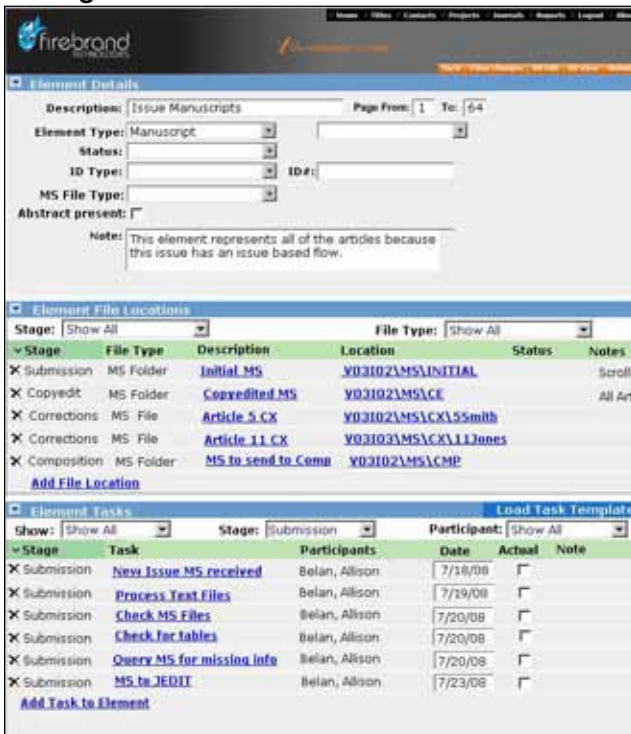 Home Titles Contacts Projects Journals Reports Logout
firebrand
TECHNOLOGIES
Element Details
Description: Issue Manuscripts Page From: 1 To: 64
Element Type: Manuscript
Status:
ID Type: ID#:
MS File Type:
Abstract present:
Note: This element represents all of the articles because
this issue has an issue based flow.
Element File Locations
Stage: Show All File Type: Show All
Stage File Type Description Location Status Notes
X Submission MS Folder Initial MS V03I02\MS\INITIAL Scroll
X Copyedit MS Folder Copyedited MS V03I02\MS\CE All Art
X Corrections MS File Article 5 CX V03I02\MS\CX\5Smith
X Corrections MS File Article 11 CX V03I03\MS\CX\11Jones
X Composition MS Folder MS to send to Comp V03I02\MS\CMP
Add File Location
Element Tasks Load Task Template
Show: Show All Stage: Submission Participant: Show All
Stage Task Participants Date Actual Note
X Submission New Issue MS received Belan, Allison 7/18/08
X Submission Process Text Files Belan, Allison 7/19/08
X Submission Check MS Files Belan, Allison 7/20/08
X Submission Check for tables Belan, Allison 7/20/08
X Submission Query MS for missing info Belan, Allison 7/20/08
X Submission MS to JEDIT Belan, Allison 7/23/08
Add Task to Element